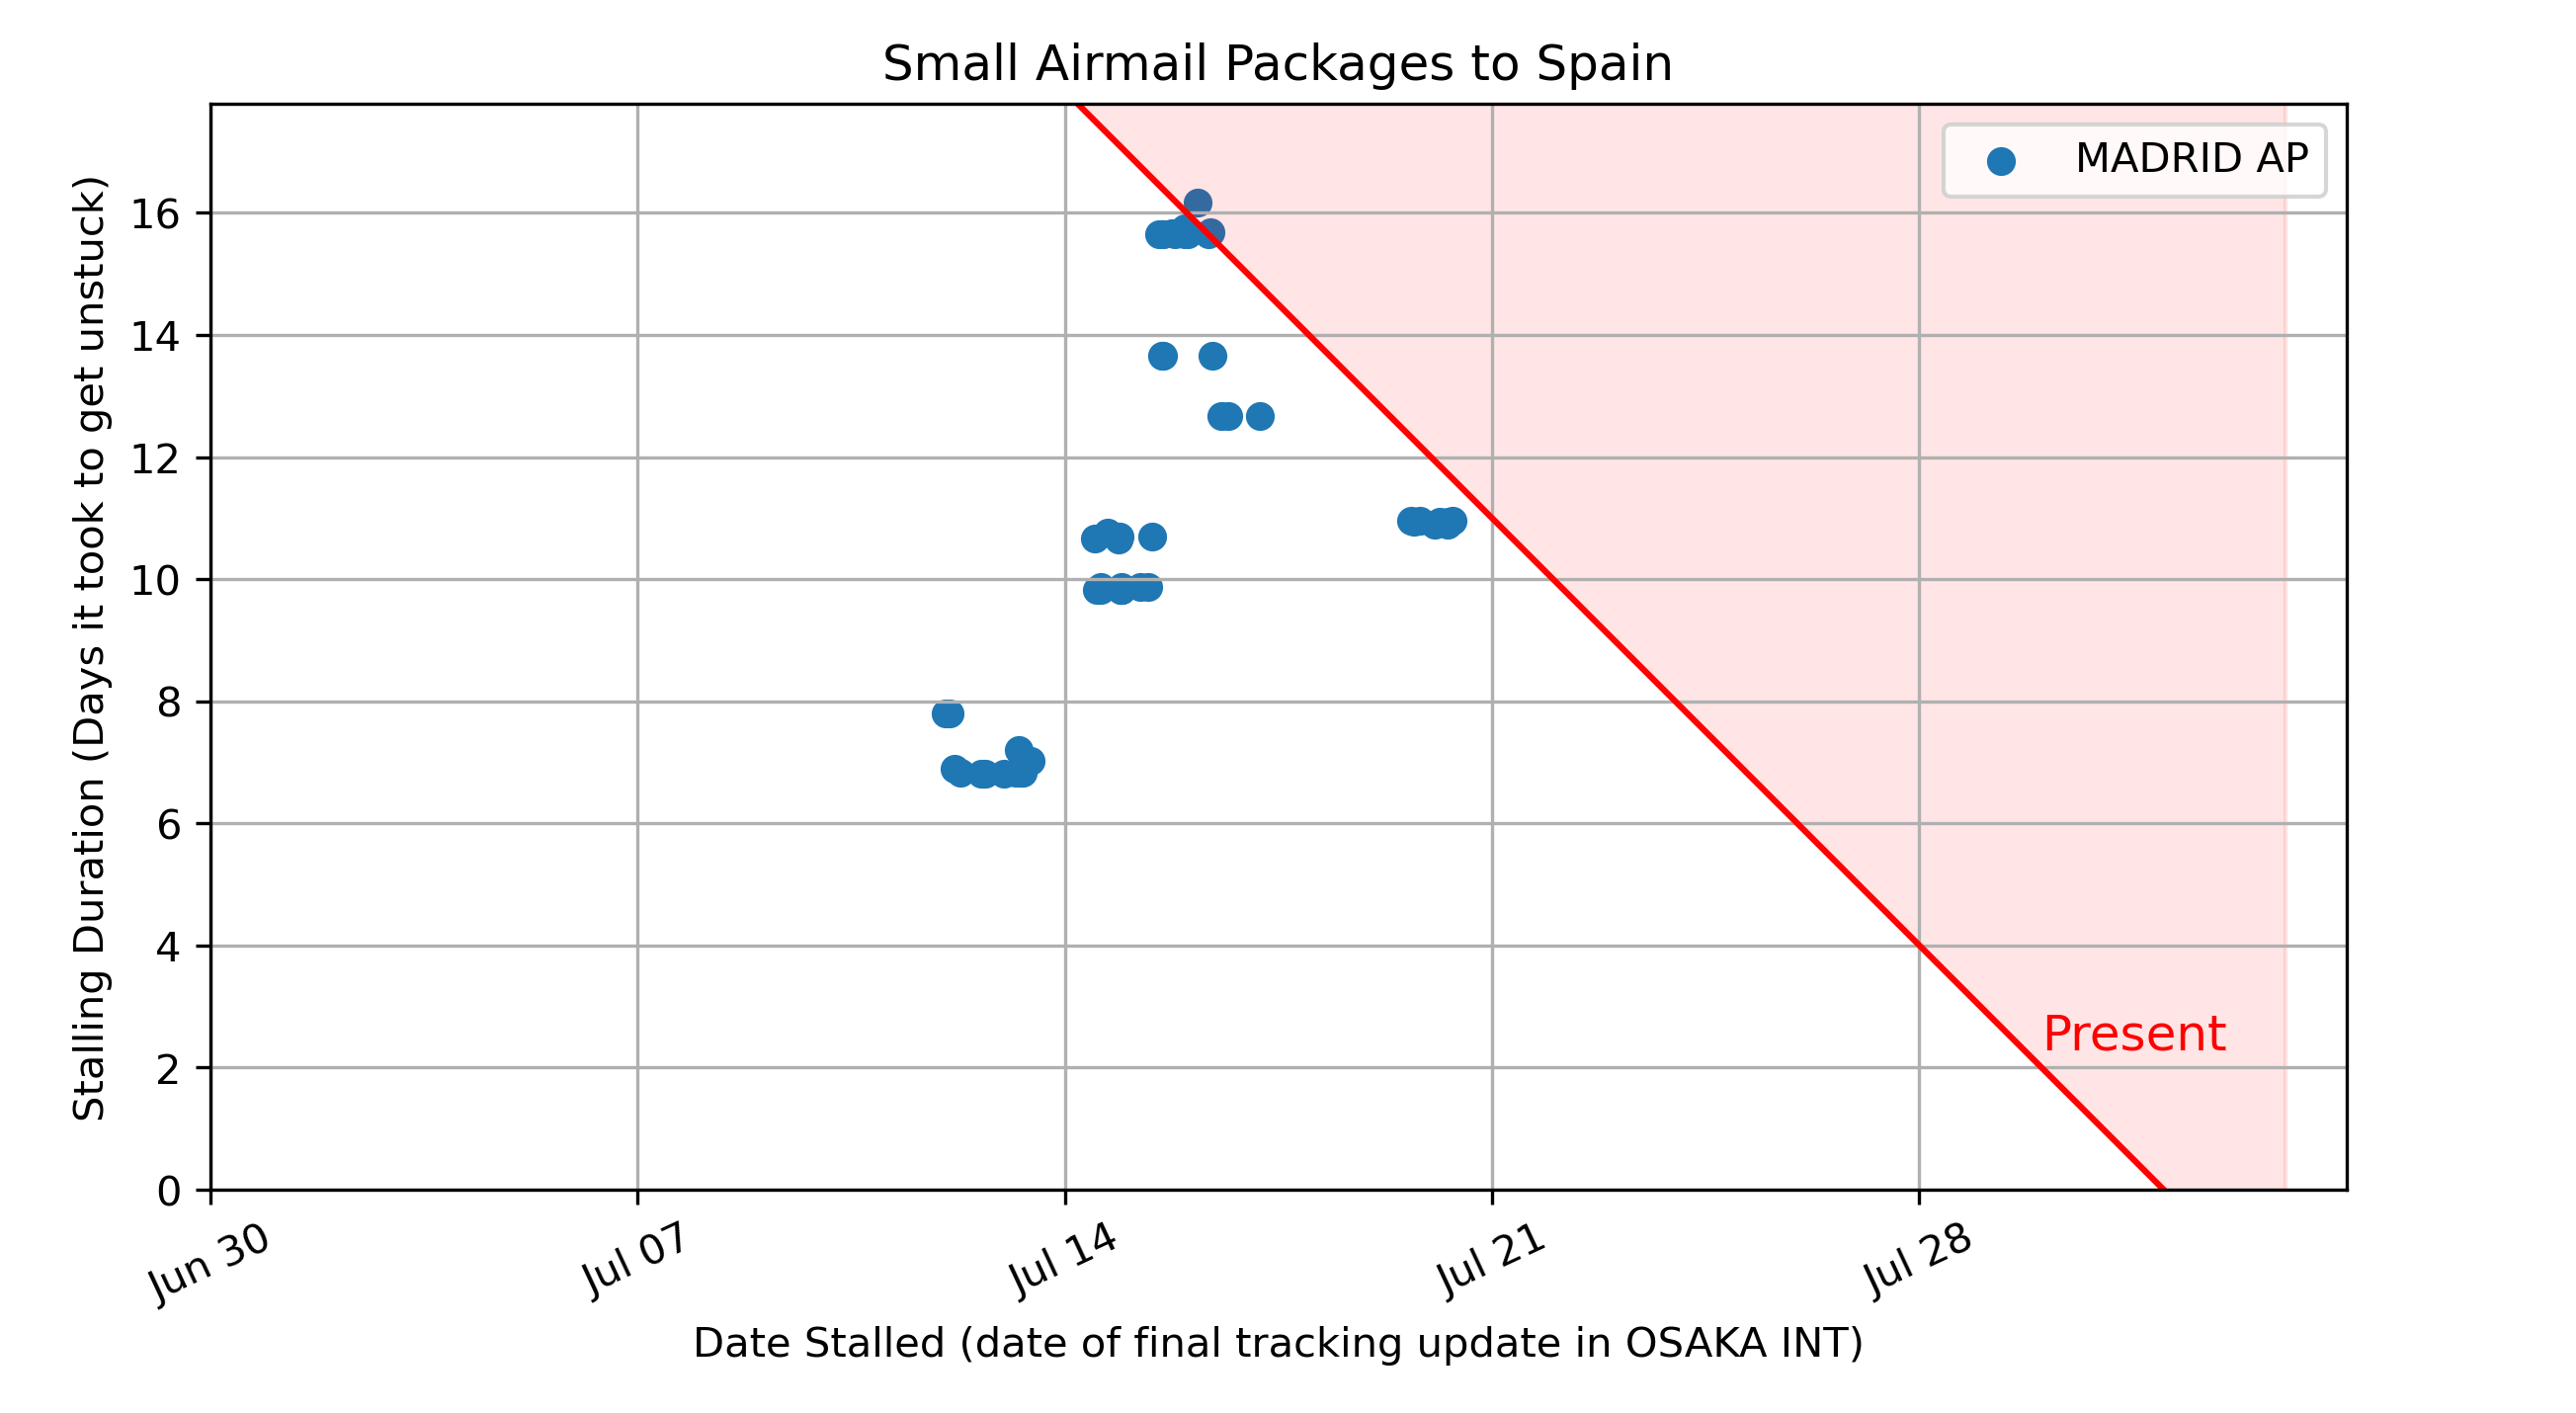 Small Airmail Packages to Spain
MADRID AP
Stalling Duration (Days it took to get unstuck)
16
14
12
10
8
6
4
2
0
Present
Jun 30
Jul 07
Jul 14
Jul 21
Jul 28
Date Stalled (date of final tracking update in OSAKA INT)